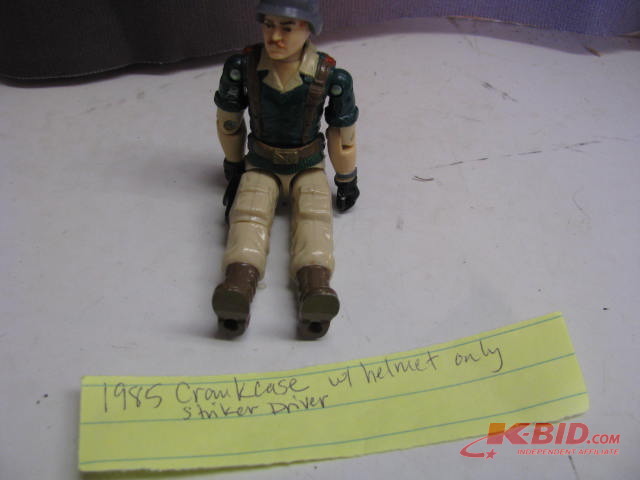 1985 Crankcase w/ helmet only
Striker Driver
K-BID.COM
INDEPENDENT AFFILIATE